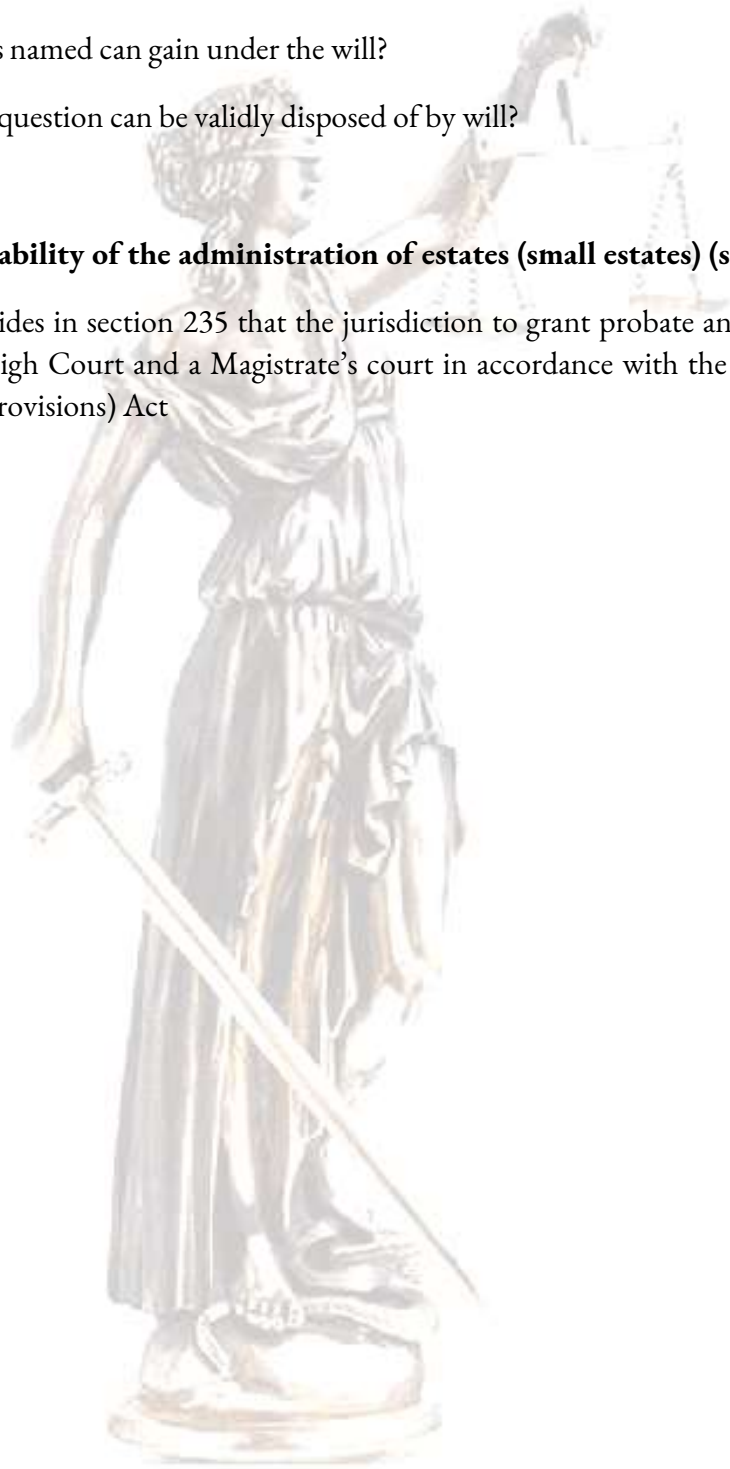 s named can gain under the will?
question can be validly disposed of by will?
ability of the administration of estates (small estates) (s
ides in section 235 that the jurisdiction to grant probate an
igh Court and a Magistrate’s court in accordance with the
rovisions) Act